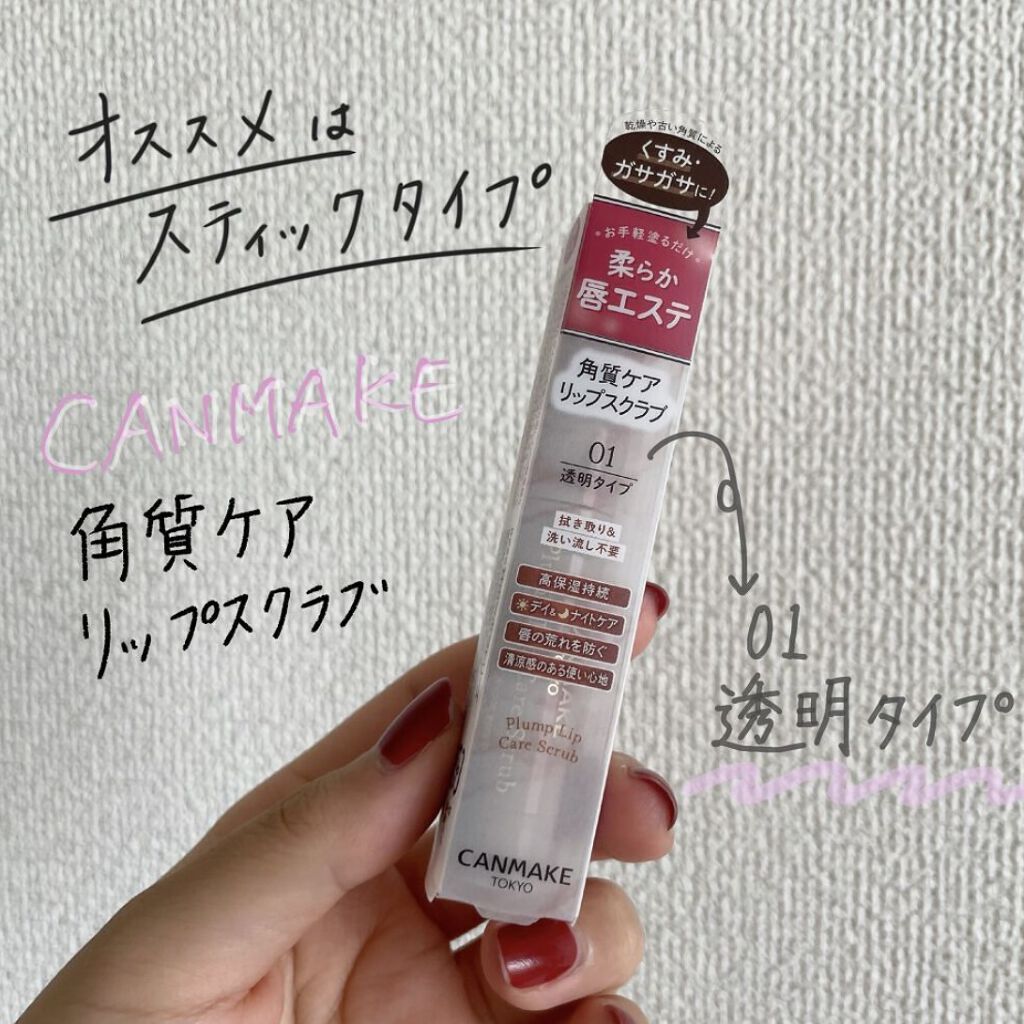 オススメは
スティックタイプ
CANMAKE
角質ケア
リップスクラブ
乾燥や古い角質による
くすみ・
ガサガサに!
お手軽塗るだけ
柔らか
唇エステ
角質ケア
リップスクラブ
01
透明タイプ
拭き取り&
洗い流し不要
高保湿持続
デイ&ナイトケア
唇の荒れを防ぐ
清涼感のある使い心地
Plump Lip
Care Scrub
CANMAKE
TOKYO
01
透明タイプ